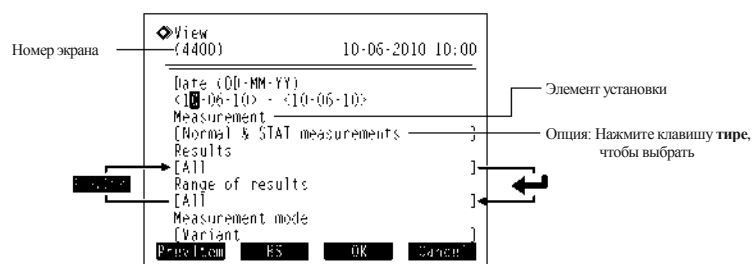 View
Номер экрана
(4400) 10-06-2010 10:00
Date (DD-MM-YY)
<10-06-10> - <10-06-10>
Элемент установки
Measurement
[Normal & STAT measurements ]
Опция: Нажмите клавишу тире,
чтобы выбрать
Results
[All ]
Range of results
[All ]
Measurement mode
[Variant ]
PrevItem BS OK Cancel